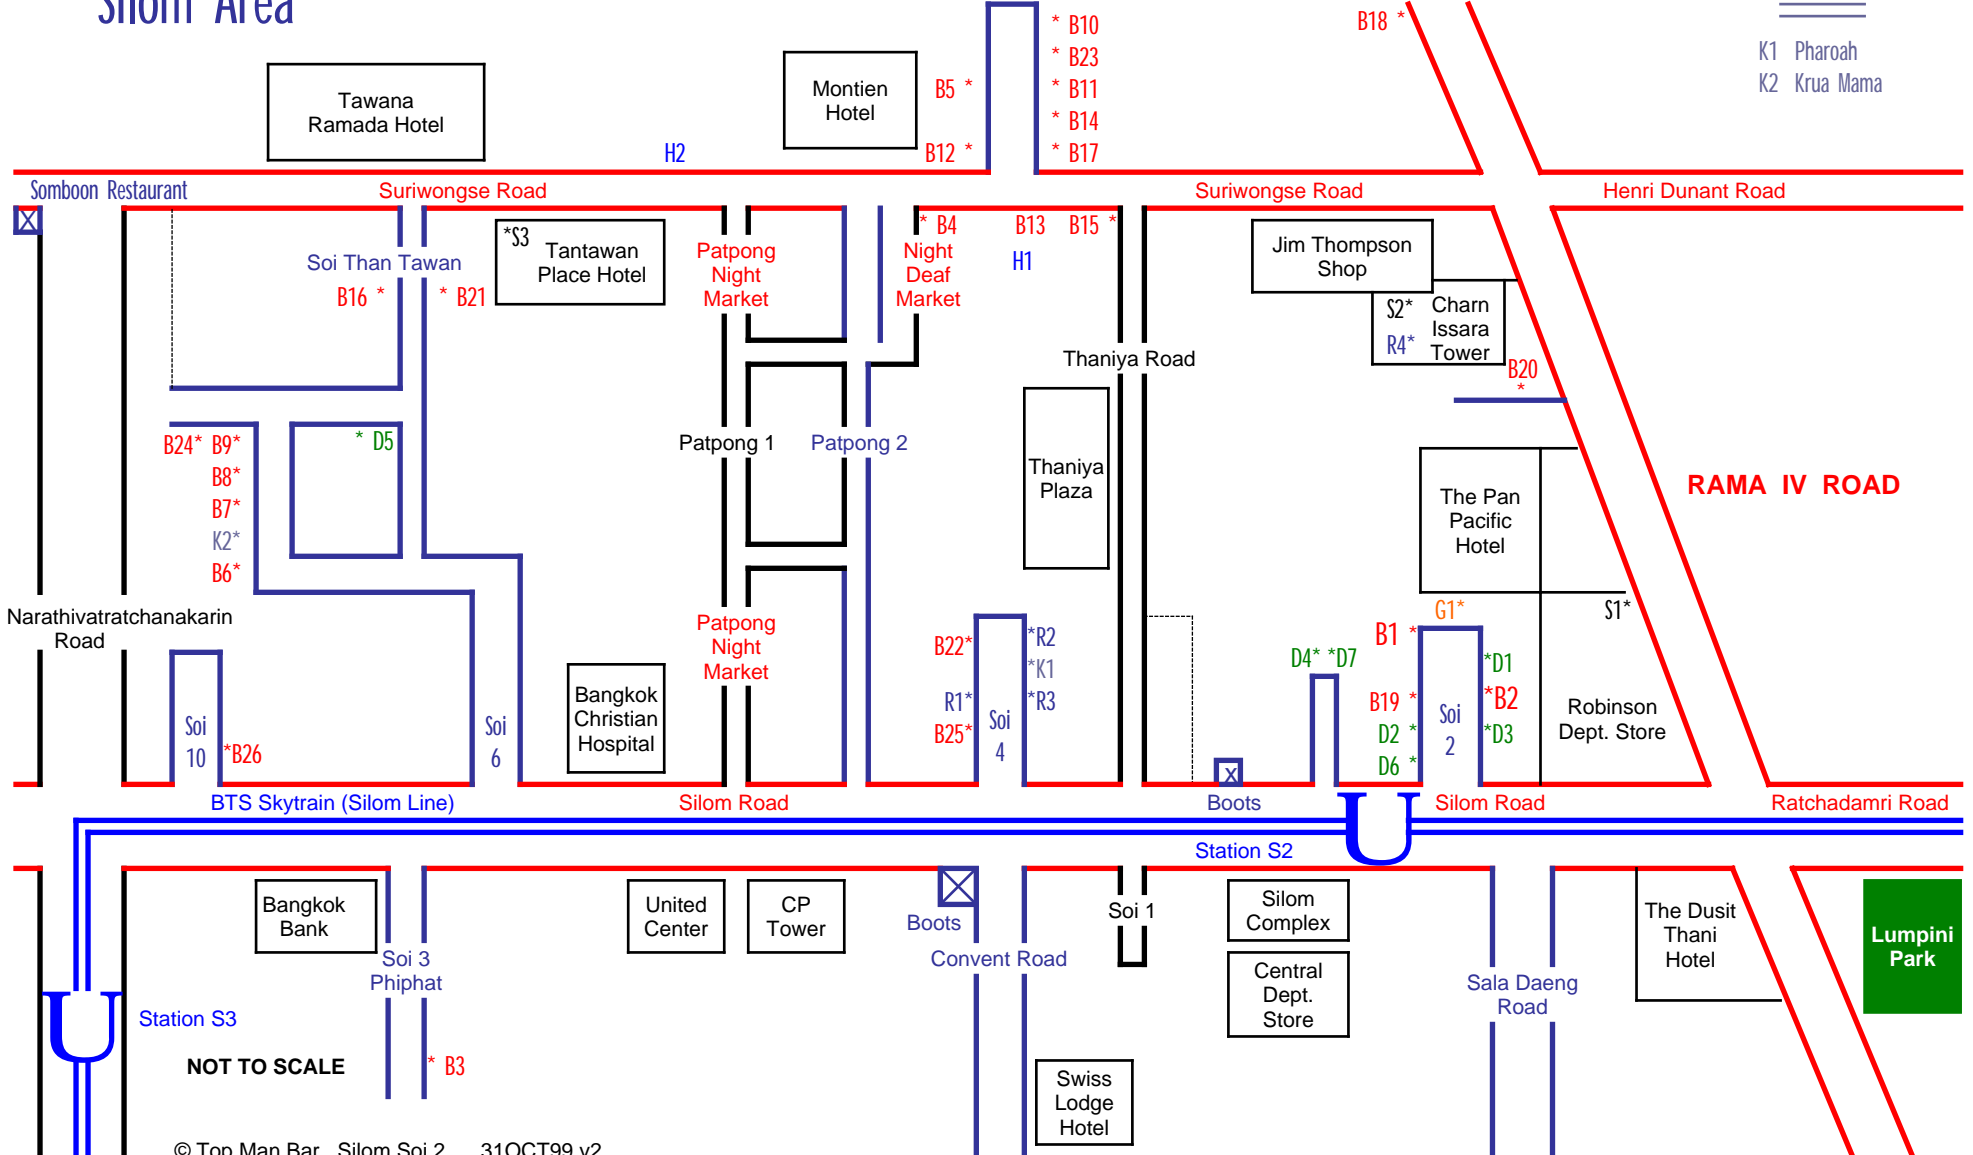 Silom Area
K1 Pharoah
K2 Krua Mama
B18 *
* B10
* B23
B5 *
* B11
* B14
B12 *
* B17
Tawana
Ramada Hotel
Montien
Hotel
H2
Somboon Restaurant
X
Suriwongse Road
Suriwongse Road
Henri Dunant Road
*S3
Tantawan
Place Hotel
Soi Than Tawan
B16 *
* B21
Patpong
Night
Market
* B4
Night
Deaf
Market
B13
B15 *
H1
Jim Thompson
Shop
S2*
R4*
Charn
Issara
Tower
B20
*
Thaniya Road
B24* B9*
B8*
B7*
K2*
B6*
* D5
Patpong 1
Patpong 2
Thaniya
Plaza
The Pan
Pacific
Hotel
RAMA IV ROAD
Narathivatratchanakarin
Road
Patpong
Night
Market
G1*
S1*
B1 *
B22*
*R2
*K1
R1*
*R3
B25*
Soi
4
D4* *D7
*D1
B19 *
*B2
D2 *
*D3
D6 *
Soi
2
Robinson
Dept. Store
Soi
10
*B26
Soi
6
Bangkok
Christian
Hospital
X
BTS Skytrain (Silom Line)
Silom Road
Boots
U
Silom Road
Ratchadamri Road
Station S2
Bangkok
Bank
Soi 3
Phiphat
United
Center
CP
Tower
Boots
Convent Road
Soi 1
Silom
Complex
Central
Dept.
Store
Sala Daeng
Road
The Dusit
Thani
Hotel
Lumpini
Park
U
Station S3
NOT TO SCALE
* B3
Swiss
Lodge
Hotel
© Top Man Bar Silom Soi 2 31OCT99 v2